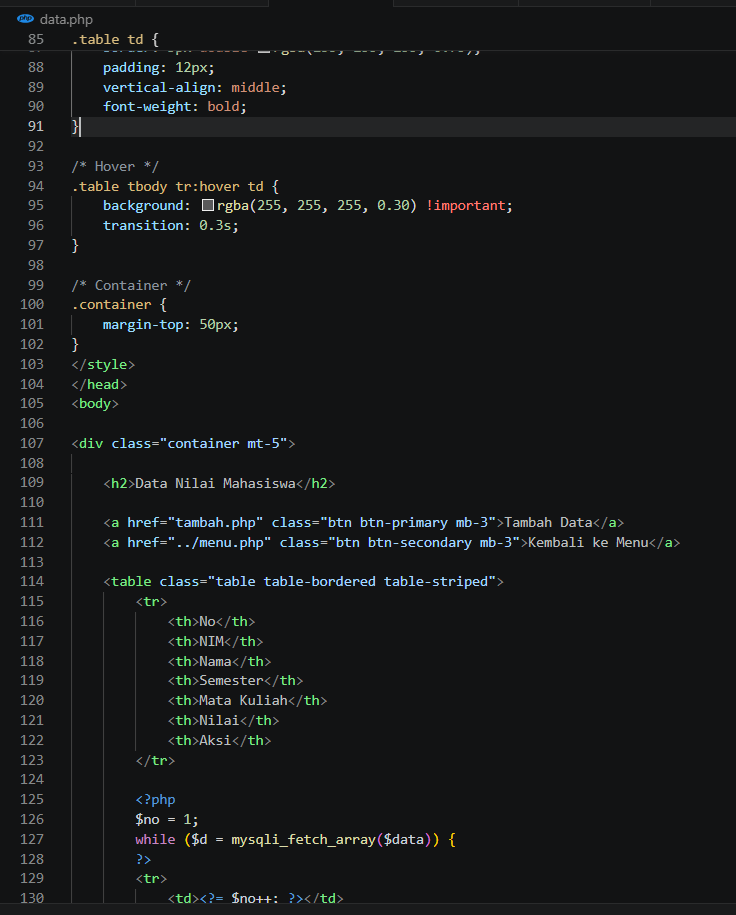 php data.php
85 .table td {
88 padding: 12px;
89 vertical-align: middle;
90 font-weight: bold;
91 }
92
93 /* Hover */
94 .table tbody tr:hover td {
95 background: rgba(255, 255, 255, 0.30) !important;
96 transition: 0.3s;
97 }
98
99 /* Container */
100 .container {
101 margin-top: 50px;
102 }
103 </style>
104 </head>
105 <body>
106
107 <div class="container mt-5">
108
109 <h2>Data Nilai Mahasiswa</h2>
110
111 <a href="tambah.php" class="btn btn-primary mb-3">Tambah Data</a>
112 <a href="../menu.php" class="btn btn-secondary mb-3">Kembali ke Menu</a>
113
114 <table class="table table-bordered table-striped">
115 <tr>
116 <th>No</th>
117 <th>NIM</th>
118 <th>Nama</th>
119 <th>Semester</th>
120 <th>Mata Kuliah</th>
121 <th>Nilai</th>
122 <th>Aksi</th>
123 </tr>
124
125 <?php
126 $no = 1;
127 while ($d = mysqli_fetch_array($data)) {
128 ?>
129 <tr>
130 <td><?= $no++; ?></td>